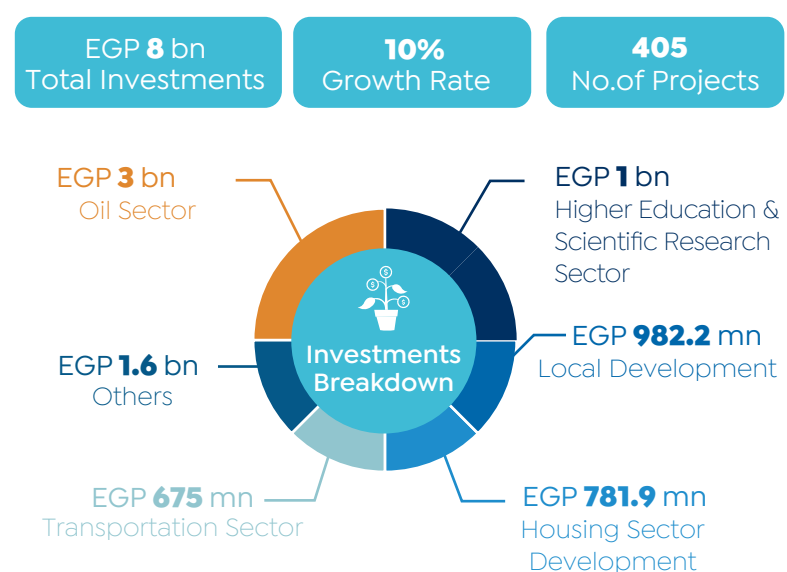 EGP 8 bn
Total Investments
10%
Growth Rate
405
No.of Projects
EGP 3 bn
Oil Sector
EGP 1 bn
Higher Education &
Scientific Research
Sector
EGP 982.2 mn
Local Development
EGP 1.6 bn
Others
Investments
Breakdown
EGP 675 mn
Transportation Sector
EGP 781.9 mn
Housing Sector
Development